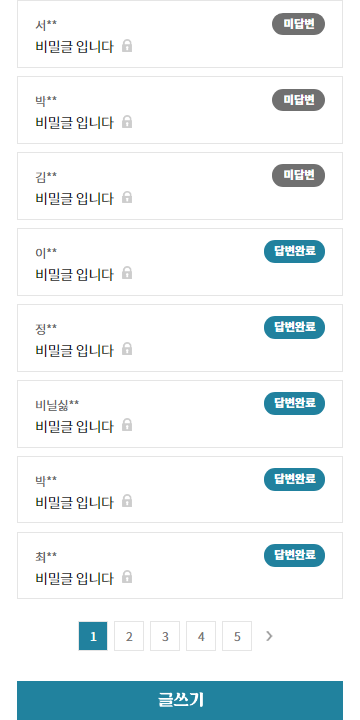 서**
미답변
비밀글 입니다
박**
미답변
비밀글 입니다
김**
미답변
비밀글 입니다
이**
답변완료
비밀글 입니다
정**
답변완료
비밀글 입니다
비닐싫**
답변완료
비밀글 입니다
박**
답변완료
비밀글 입니다
최**
답변완료
비밀글 입니다
1 2 3 4 5 >
글쓰기